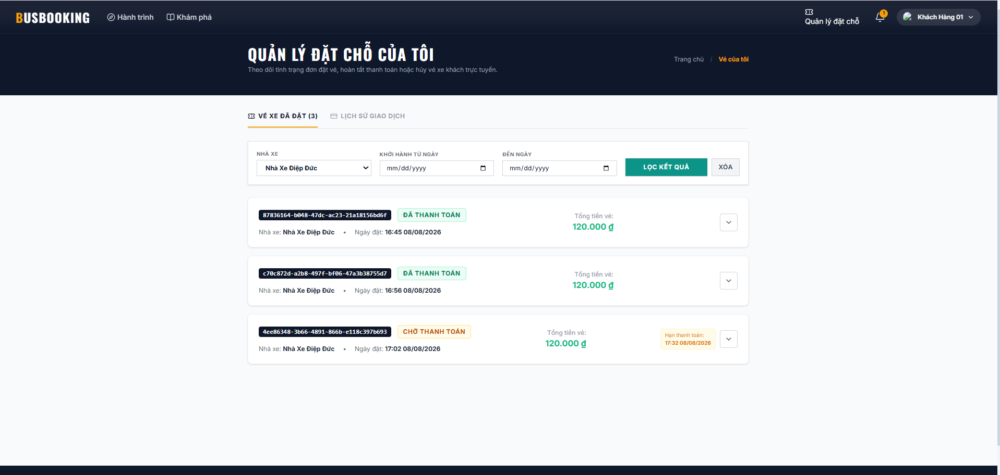 BUSBOOKING
Hành trình
Khám phá
Quản lý đặt chỗ
1
Khách Hàng 01
QUẢN LÝ ĐẶT CHỖ CỦA TÔI
Theo dõi tình trạng đơn đặt vé, hoàn tất thanh toán hoặc hủy vé xe khách trực tuyến.
Trang chủ / Vé của tôi
VÉ XE ĐÃ ĐẶT (3)
LỊCH SỬ GIAO DỊCH
NHÀ XE
KHỞI HÀNH TỪ NGÀY
ĐẾN NGÀY
Nhà Xe Điệp Đức
mm/dd/yyyy
mm/dd/yyyy
LỌC KẾT QUẢ
XÓA
87836164-b048-47dc-ac23-21a18156bd6f
ĐÃ THANH TOÁN
Nhà xe: Nhà Xe Điệp Đức • Ngày đặt: 16:45 08/08/2026
Tổng tiền vé:
120.000 ₫
c70c872d-a2b8-497f-bf06-47a3b38755d7
ĐÃ THANH TOÁN
Nhà xe: Nhà Xe Điệp Đức • Ngày đặt: 16:56 08/08/2026
Tổng tiền vé:
120.000 ₫
4ee86348-3b66-4891-866b-e118c397b693
CHỜ THANH TOÁN
Nhà xe: Nhà Xe Điệp Đức • Ngày đặt: 17:02 08/08/2026
Tổng tiền vé:
120.000 ₫
Hạn thanh toán:
17:32 08/08/2026